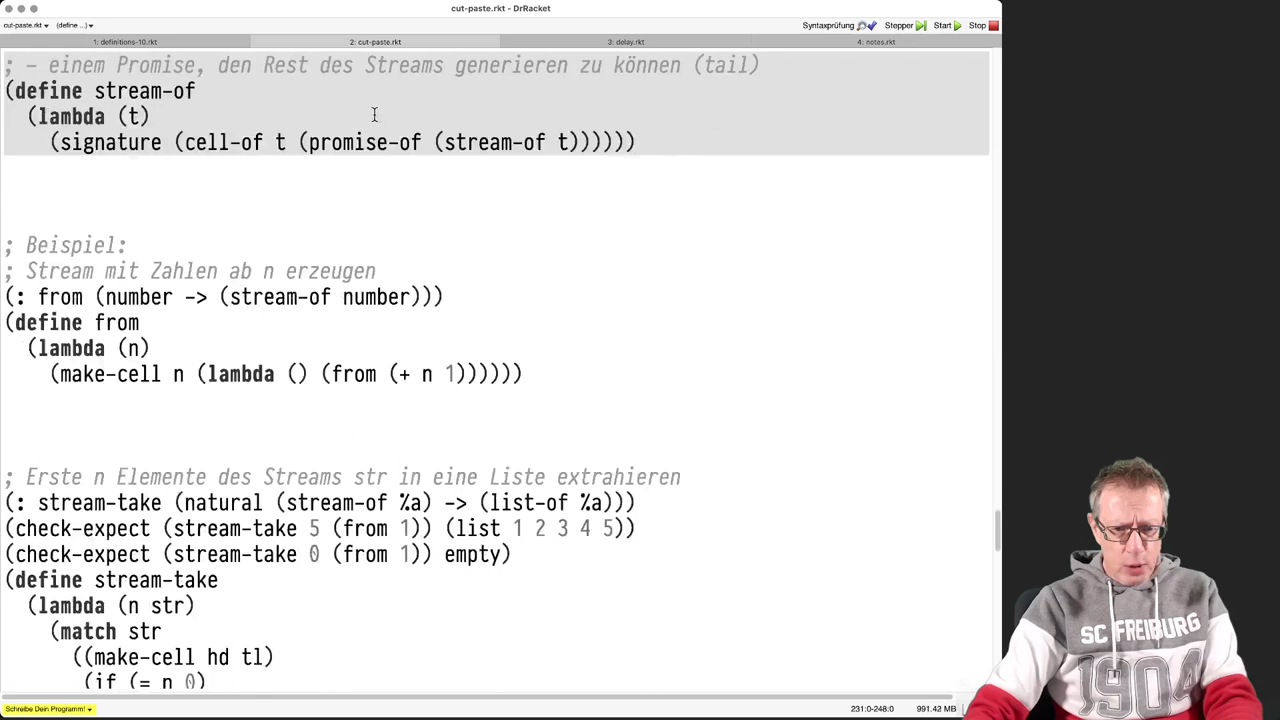 cut-paste.rkt - DrRacket
cut-paste.rkt (define ...) Syntaxprüfung Stepper Start Stop
1: definitions-10.rkt 2: cut-paste.rkt 3: delay.rkt 4: notes.rkt
; – einem Promise, den Rest des Streams generieren zu können (tail)
(define stream-of
(lambda (t)
(signature (cell-of t (promise-of (stream-of t))))))
; Beispiel:
; Stream mit Zahlen ab n erzeugen
(: from (number -> (stream-of number)))
(define from
(lambda (n)
(make-cell n (lambda () (from (+ n 1))))))
; Erste n Elemente des Streams str in eine Liste extrahieren
(: stream-take (natural (stream-of %a) -> (list-of %a)))
(check-expect (stream-take 5 (from 1)) (list 1 2 3 4 5))
(check-expect (stream-take 0 (from 1)) empty)
(define stream-take
(lambda (n str)
(match str
((make-cell hd tl)
(if (= n 0)
Schreibe Dein Programm! 231:0-248:0 991.42 MB
SC FREIBURG
1904